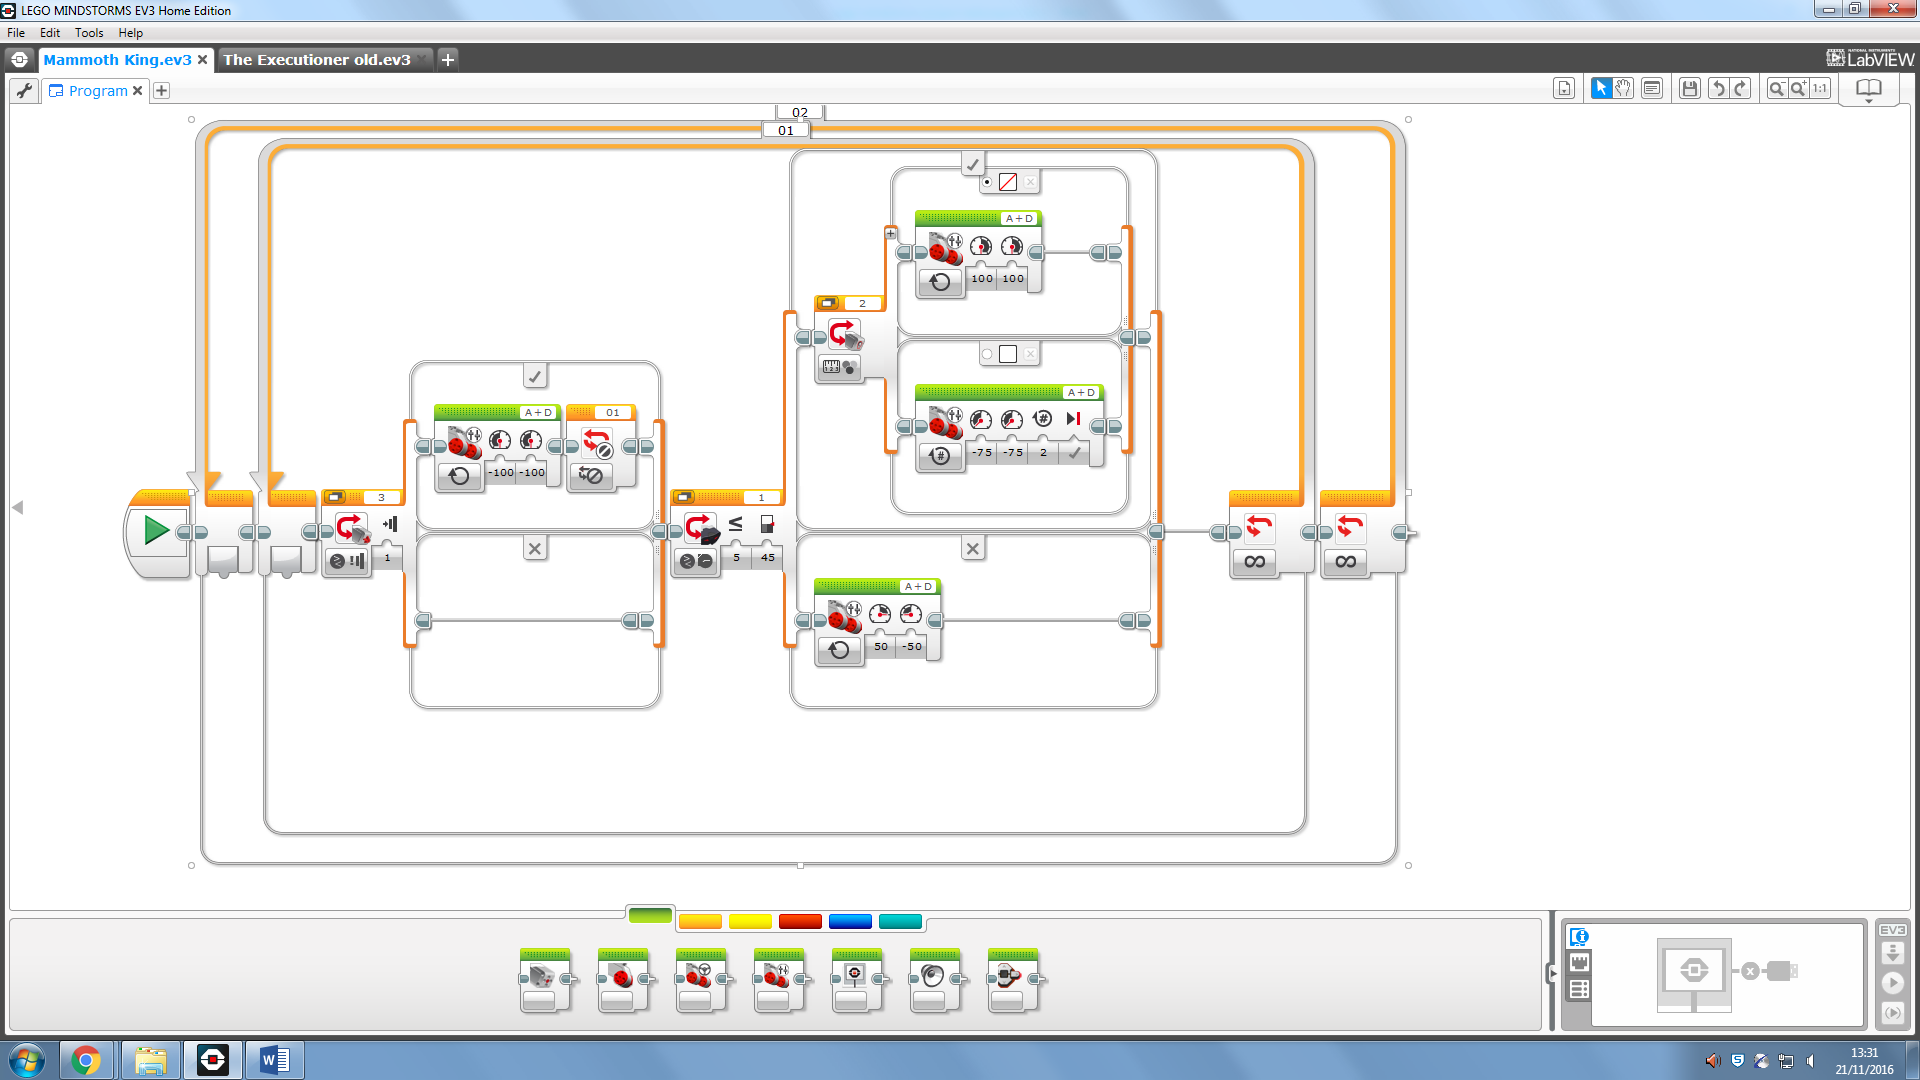 LEGO MINDSTORMS EV3 Home Edition
File Edit Tools Help
Mammoth King.ev3 The Executioner old.ev3
NATIONAL INSTRUMENTS
LabVIEW
Program
1:1
02
01
A+D
100 100
2
A+D
-75 -75 2
A+D 01
-100 -100
3
1
1
5 45
A+D
50 -50
EV3
13:31
21/11/2016